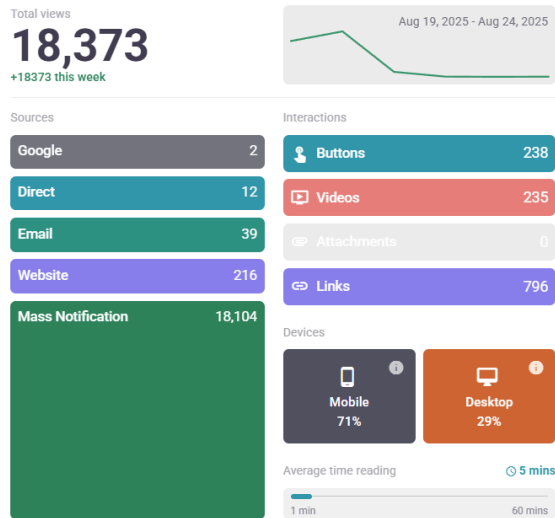 Total views
18,373
+18373 this week
Aug 19, 2025 - Aug 24, 2025
Sources
Google 2
Direct 12
Email 39
Website 216
Mass Notification 18,104
Interactions
Buttons 238
Videos 235
Attachments 0
Links 796
Devices
Mobile
71%
Desktop
29%
Average time reading 5 mins
1 min 60 mins